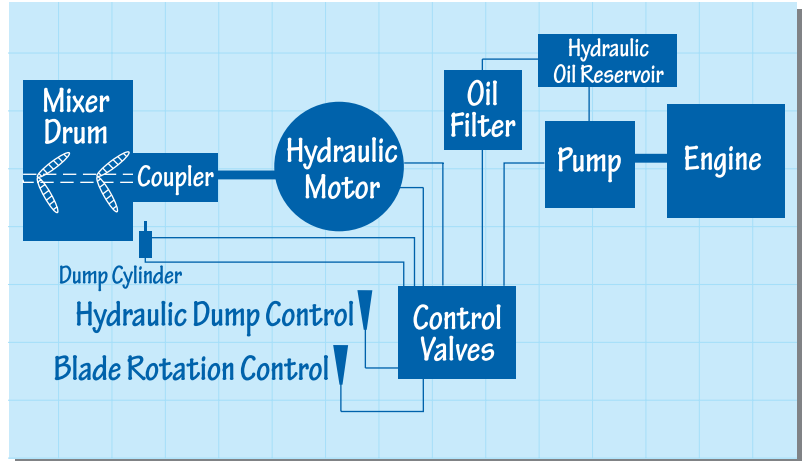 Hydraulic
Oil Reservoir
Mixer
Drum
Oil
Filter
Hydraulic
Motor
Pump
Engine
Coupler
Dump Cylinder
Hydraulic Dump Control
Control
Valves
Blade Rotation Control